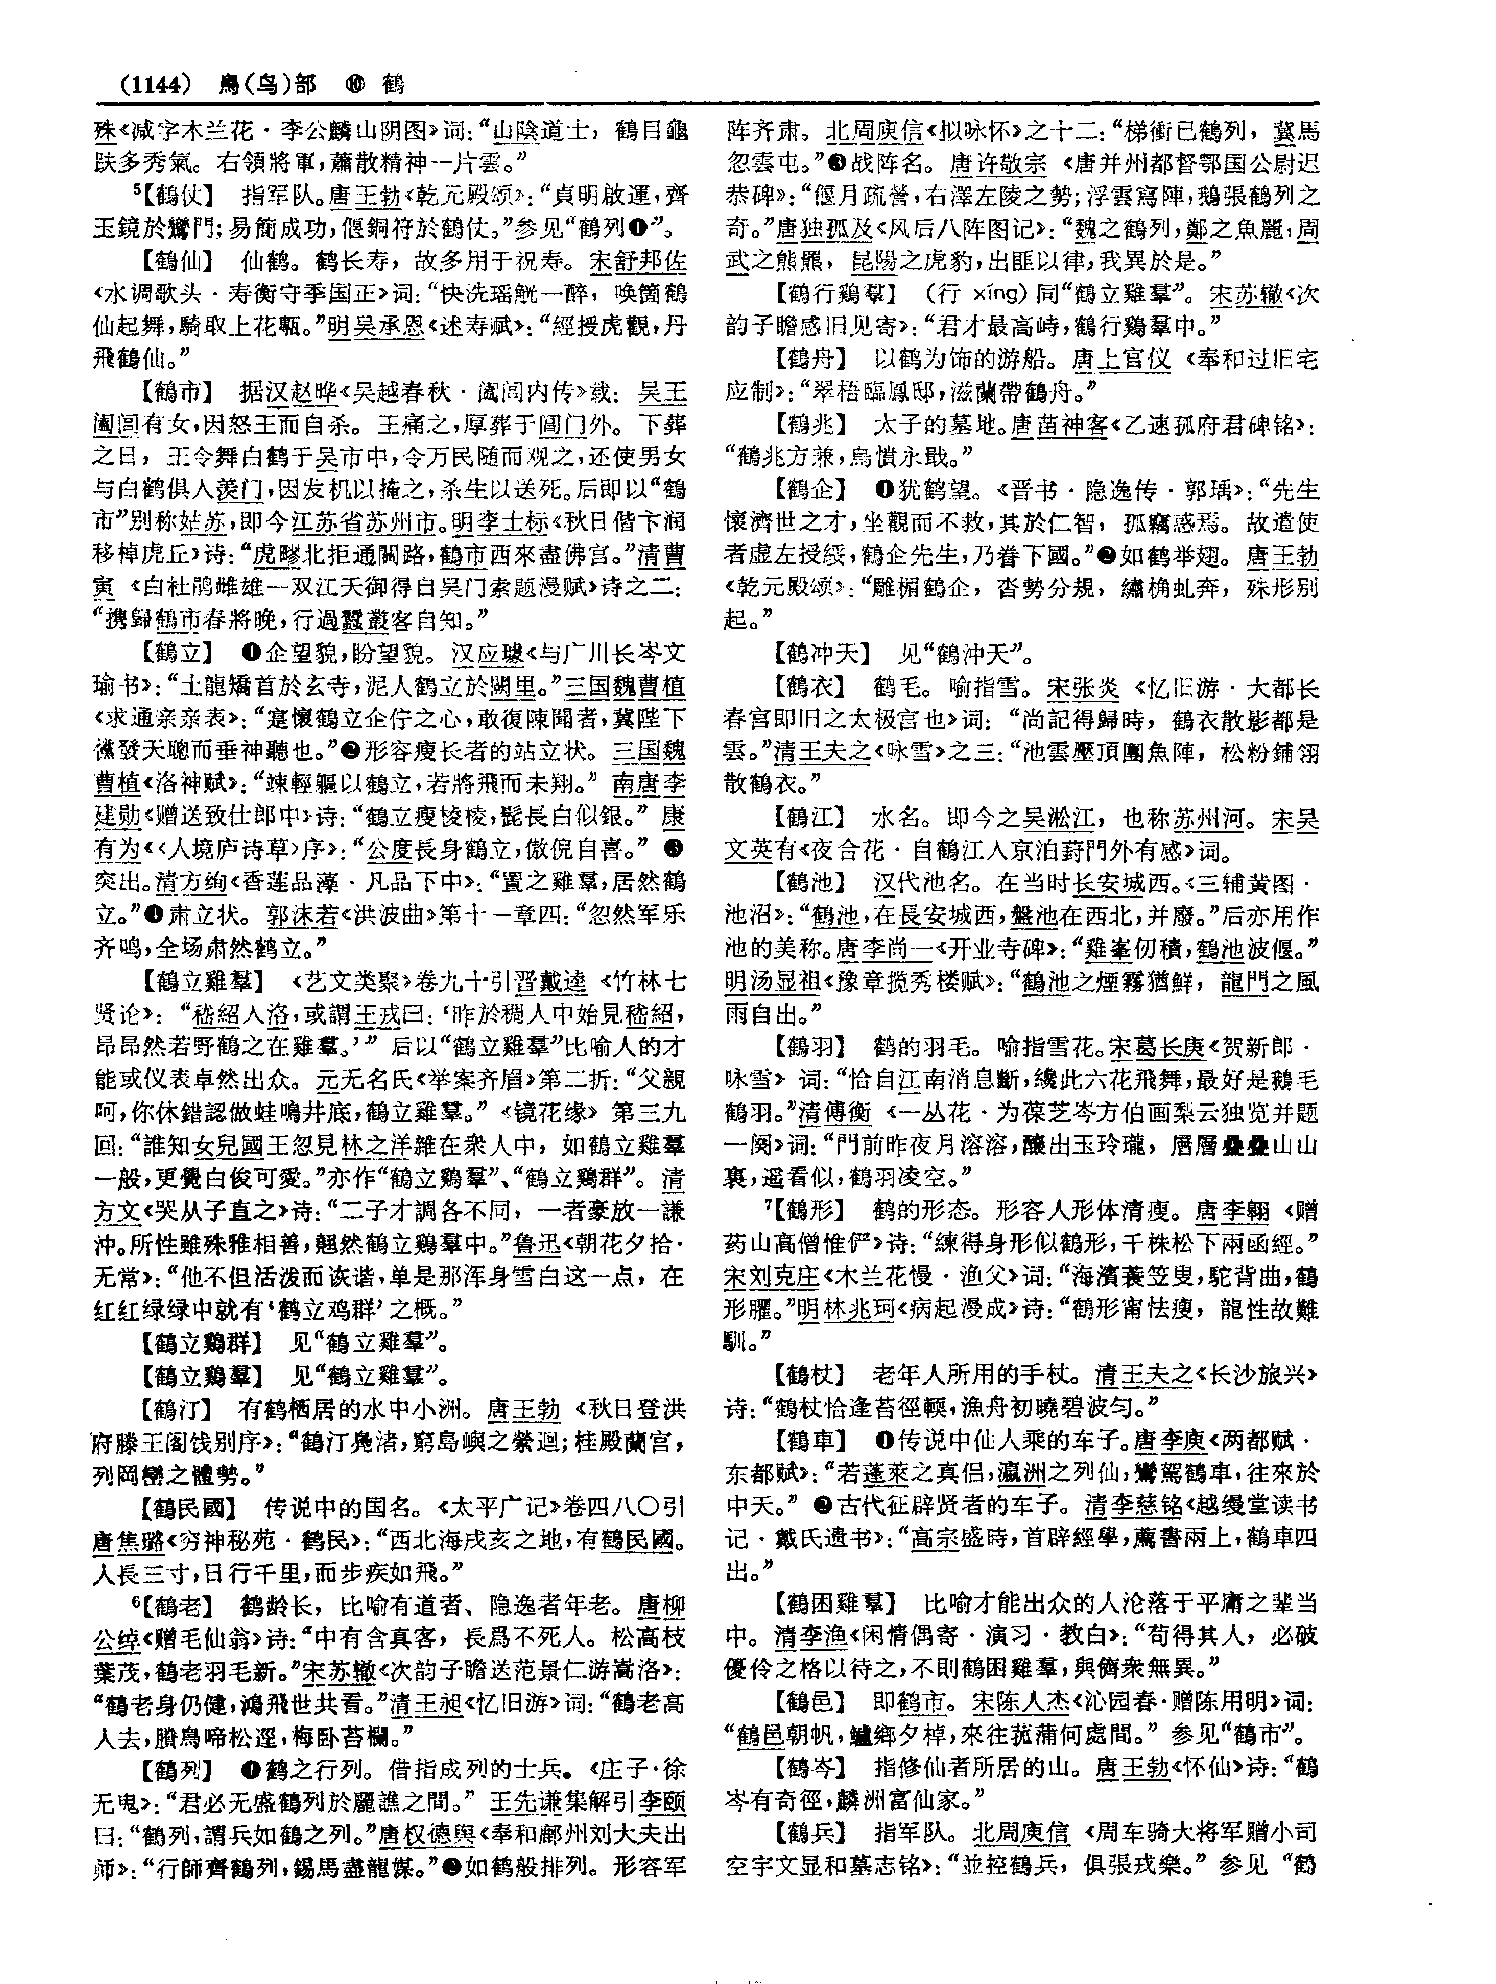 (1144) 鳥(鸟)部 ⑩ 鶴
殊《减字木兰花·李公麟山阴图》词:“山陰道士，鶴目龜
趺多秀氣。右領將軍，蕭散精神一片雲。”
⁵【鶴仗】 指军队。唐王勃《乾元殿颂》:“貞明啟運，齊
玉鏡於鸞門；易簡成功，偃銅符於鶴仗。”参见“鶴列❶”。
【鶴仙】 仙鹤。鹤长寿，故多用于祝寿。宋舒邦佐
《水调歌头·寿衡守季国正》词:“快洗瑶觥一醉，唤箇鶴
仙起舞，騎取上花甎。”明吴承恩《述寿赋》:“經授虎觀，丹
飛鶴仙。”
【鶴市】 据汉赵晔《吴越春秋·阖闾内传》载: 吴王
阖闾有女，因怒王而自杀。王痛之，厚葬于阊门外。下葬
之日，王令舞白鹤于吴市中，令万民随而观之，还使男女
与白鹤俱入羡门，因发机以掩之，杀生以送死。后即以“鶴
市”别称姑苏，即今江苏省苏州市。明李士标《秋日偕卞润
移棹虎丘》诗:“虎疁北拒通關路，鶴市西來盡佛宫。”清曹
寅《白杜鹃雌雄一双江天御得自吴门索题漫赋》诗之二:
“携歸鶴市春將晚，行過蠶叢客自知。”
【鶴立】 ❶企望貌，盼望貌。汉应璩《与广川长岑文
瑜书》:“土龍矯首於玄寺，泥人鶴立於闕里。”三国魏曹植
《求通亲亲表》:“寔懷鶴立企佇之心，敢復陳聞者，冀陛下
儻發天聰而垂神聽也。”❷形容瘦长者的站立状。三国魏
曹植《洛神赋》:“竦輕軀以鶴立，若將飛而未翔。”南唐李
建勋《赠送致仕郎中》诗:“鶴立瘦稜稜，髭長白似银。”康
有为《〈人境庐诗草〉序》:“公度長身鶴立，傲倪自喜。”❸
突出。清方绚《香莲品藻·凡品下中》:“置之雞羣，居然鶴
立。”❹肃立状。郭沫若《洪波曲》第十一章四:“忽然军乐
齐鸣，全场肃然鹤立。”
【鶴立雞羣】 《艺文类聚》卷九十引晋戴逵《竹林七
贤论》: “嵇紹入洛，或謂王戎曰: ‘昨於稠人中始見嵇紹，
昂昂然若野鶴之在雞羣。’” 后以“鶴立雞羣”比喻人的才
能或仪表卓然出众。元无名氏《举案齐眉》第二折:“父親
呵，你休錯認做蛙鳴井底，鶴立雞羣。”《镜花缘》第三九
回:“誰知女兒國王忽見林之洋雜在衆人中，如鶴立雞羣
一般，更覺白俊可愛。”亦作“鶴立鷄羣”、“鶴立鷄群”。清
方文《哭从子直之》诗:“二子才調各不同，一者豪放一謙
沖。所性雖殊雅相善，翹然鶴立鷄羣中。”鲁迅《朝花夕拾·
无常》:“他不但活泼而诙谐，单是那浑身雪白这一点，在
红红绿绿中就有‘鹤立鸡群’之概。”
【鶴立鷄群】 见“鶴立雞羣”。
【鶴立鷄羣】 见“鶴立雞羣”。
【鶴汀】 有鹤栖居的水中小洲。唐王勃《秋日登洪
府滕王阁饯别序》:“鶴汀鳧渚，窮島嶼之縈迴；桂殿蘭宫，
列岡巒之體勢。”
【鶴民國】 传说中的国名。《太平广记》卷四八〇引
唐焦璐《穷神秘苑·鹤民》:“西北海戌亥之地，有鶴民國。
人長三寸，日行千里，而步疾如飛。”
⁶【鶴老】 鹤龄长，比喻有道者、隐逸者年老。唐柳
公绰《赠毛仙翁》诗:“中有含真客，長爲不死人。松高枝
葉茂，鶴老羽毛新。”宋苏辙《次韵子瞻送范景仁游嵩洛》:
“鶴老身仍健，鴻飛世共看。”清王昶《忆旧游》词:“鶴老高
人去，賸鳥啼松逕，梅卧苔欄。”
【鶴列】 ❶鹤之行列。借指成列的士兵。《庄子·徐
无鬼》:“君必无盛鶴列於麗譙之間。”王先谦集解引李颐
曰:“鶴列，謂兵如鶴之列。”唐权德舆《奉和鄜州刘大夫出
师》:“行師齊鶴列，錫馬盡龍媒。”❷如鹤般排列。形容军
阵齐肃。北周庾信《拟咏怀》之十二:“梯衝已鶴列，冀馬
忽雲屯。”❸战阵名。唐许敬宗《唐并州都督鄂国公尉迟
恭碑》:“偃月疏營，右澤左陵之勢；浮雲寫陣，鵝張鶴列之
奇。”唐独孤及《风后八阵图记》:“魏之鶴列，鄭之魚麗，周
武之熊羆，昆陽之虎豹，出匪以律，我異於是。”
【鶴行鷄羣】 (行 xíng) 同“鶴立雞羣”。宋苏辙《次
韵子瞻感旧见寄》:“君才最高峙，鶴行鷄羣中。”
【鶴舟】 以鹤为饰的游船。唐上官仪《奉和过旧宅
应制》:“翠梧臨鳳邸，滋蘭帶鶴舟。”
【鶴兆】 太子的墓地。唐苗神客《乙速孤府君碑铭》:
“鶴兆方兼，烏憤永戢。”
【鶴企】 ❶犹鹤望。《晋书·隐逸传·郭瑀》:“先生
懷濟世之才，坐觀而不救，其於仁智，孤竊惑焉。故遣使
者虚左授綏，鶴企先生，乃眷下國。”❷如鹤举翅。唐王勃
《乾元殿颂》:“雕楣鶴企，沓勢分規，繡桷虬奔，殊形别
起。”
【鶴沖天】 见“鶴冲天”。
【鶴衣】 鹤毛。喻指雪。宋张炎《忆旧游·大都长
春宫即旧之太极宫也》词: “尚記得歸時，鶴衣散影都是
雲。”清王夫之《咏雪》之三:“池雲壓頂團魚陣，松粉鋪翎
散鶴衣。”
【鶴江】 水名。即今之吴淞江，也称苏州河。宋吴
文英有《夜合花·自鶴江入京泊葑門外有感》词。
【鶴池】 汉代池名。在当时长安城西。《三辅黄图·
池沼》:“鶴池，在長安城西，盤池在西北，并廢。”后亦用作
池的美称。唐李尚一《开业寺碑》:“雞峯仞積，鶴池波偃。”
明汤显祖《豫章揽秀楼赋》:“鶴池之煙霧猶鮮，龍門之風
雨自出。”
【鶴羽】 鹤的羽毛。喻指雪花。宋葛长庚《贺新郎·
咏雪》词:“恰自江南消息斷，纔此六花飛舞，最好是鵝毛
鶴羽。”清傅衡《一丛花·为葆芝岑方伯画梨云独览并题
一阕》词:“門前昨夜月溶溶，釀出玉玲瓏，層層疊疊山山
裏，遥看似，鶴羽凌空。”
⁷【鶴形】 鹤的形态。形容人形体清瘦。唐李翱《赠
药山高僧惟俨》诗:“練得身形似鶴形，千株松下兩函經。”
宋刘克庄《木兰花慢·渔父》词:“海濱蓑笠叟，駝背曲，鶴
形臞。”明林兆珂《病起漫成》诗:“鶴形甯怯瘦，龍性故難
馴。”
【鶴杖】 老年人所用的手杖。清王夫之《长沙旅兴》
诗:“鶴杖恰逢苔徑輭，漁舟初曉碧波匀。”
【鶴車】 ❶传说中仙人乘的车子。唐李庾《两都赋·
东都赋》:“若蓬萊之真侣，瀛洲之列仙，鸞駕鶴車，往來於
中天。”❷古代征辟贤者的车子。清李慈铭《越缦堂读书
记·戴氏遗书》:“高宗盛時，首辟經學，薦書兩上，鶴車四
出。”
【鶴困雞羣】 比喻才能出众的人沦落于平庸之辈当
中。清李渔《闲情偶寄·演习·教白》:“苟得其人，必破
優伶之格以待之，不則鶴困雞羣，與儕衆無異。”
【鶴邑】 即鹤市。宋陈人杰《沁园春·赠陈用明》词:
“鶴邑朝帆，鱸鄉夕棹，來往菰蒲何處間。”参见“鶴市”。
【鶴岑】 指修仙者所居的山。唐王勃《怀仙》诗:“鶴
岑有奇徑，麟洲富仙家。”
【鶴兵】 指军队。北周庾信《周车骑大将军赠小司
空宇文显和墓志铭》:“並控鶴兵，俱張戎樂。”参见“鶴